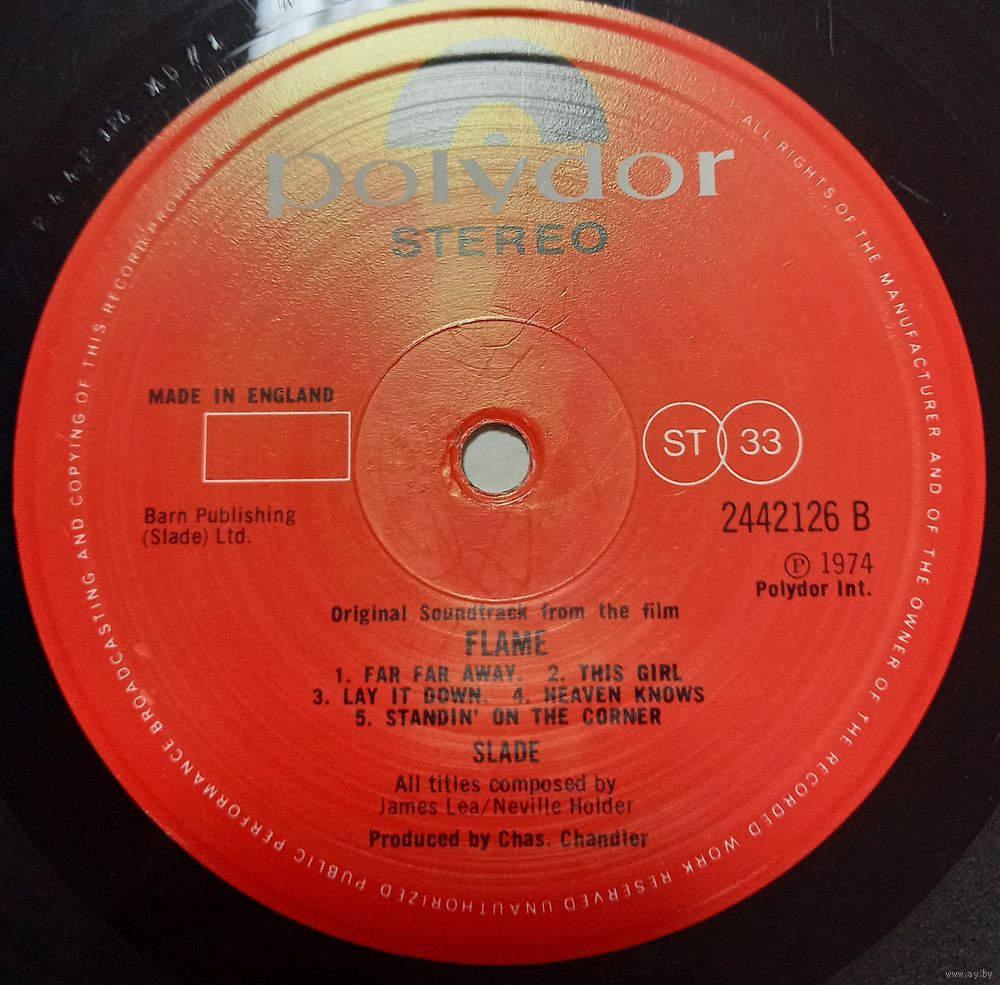 polydor
STEREO
MADE IN ENGLAND
ST 33
Barn Publishing
(Slade) Ltd.
2442126 B
Ⓟ 1974
Polydor Int.
Original Soundtrack from the film
FLAME
1. FAR FAR AWAY. 2. THIS GIRL
3. LAY IT DOWN. 4. HEAVEN KNOWS
5. STANDIN' ON THE CORNER
SLADE
All titles composed by
James Lea/Neville Holder
Produced by Chas. Chandler
ALL RIGHTS OF THE MANUFACTURER AND OF THE OWNER OF THE RECORDED WORK RESERVED UNAUTHORIZED PUBLIC PERFORMANCE BROADCASTING AND COPYING OF THIS RECORD
www.ay.by